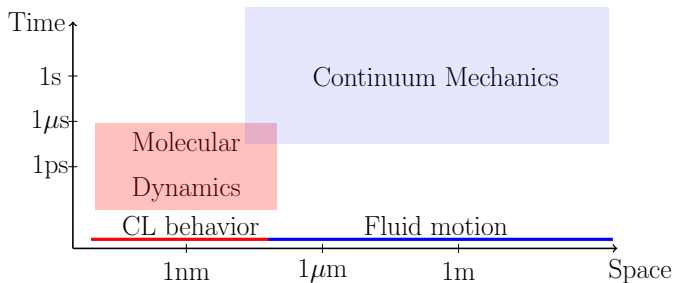 Time
1s
Continuum Mechanics
1μs
Molecular
1ps
Dynamics
CL behavior
Fluid motion
1nm
1μm
1m
Space